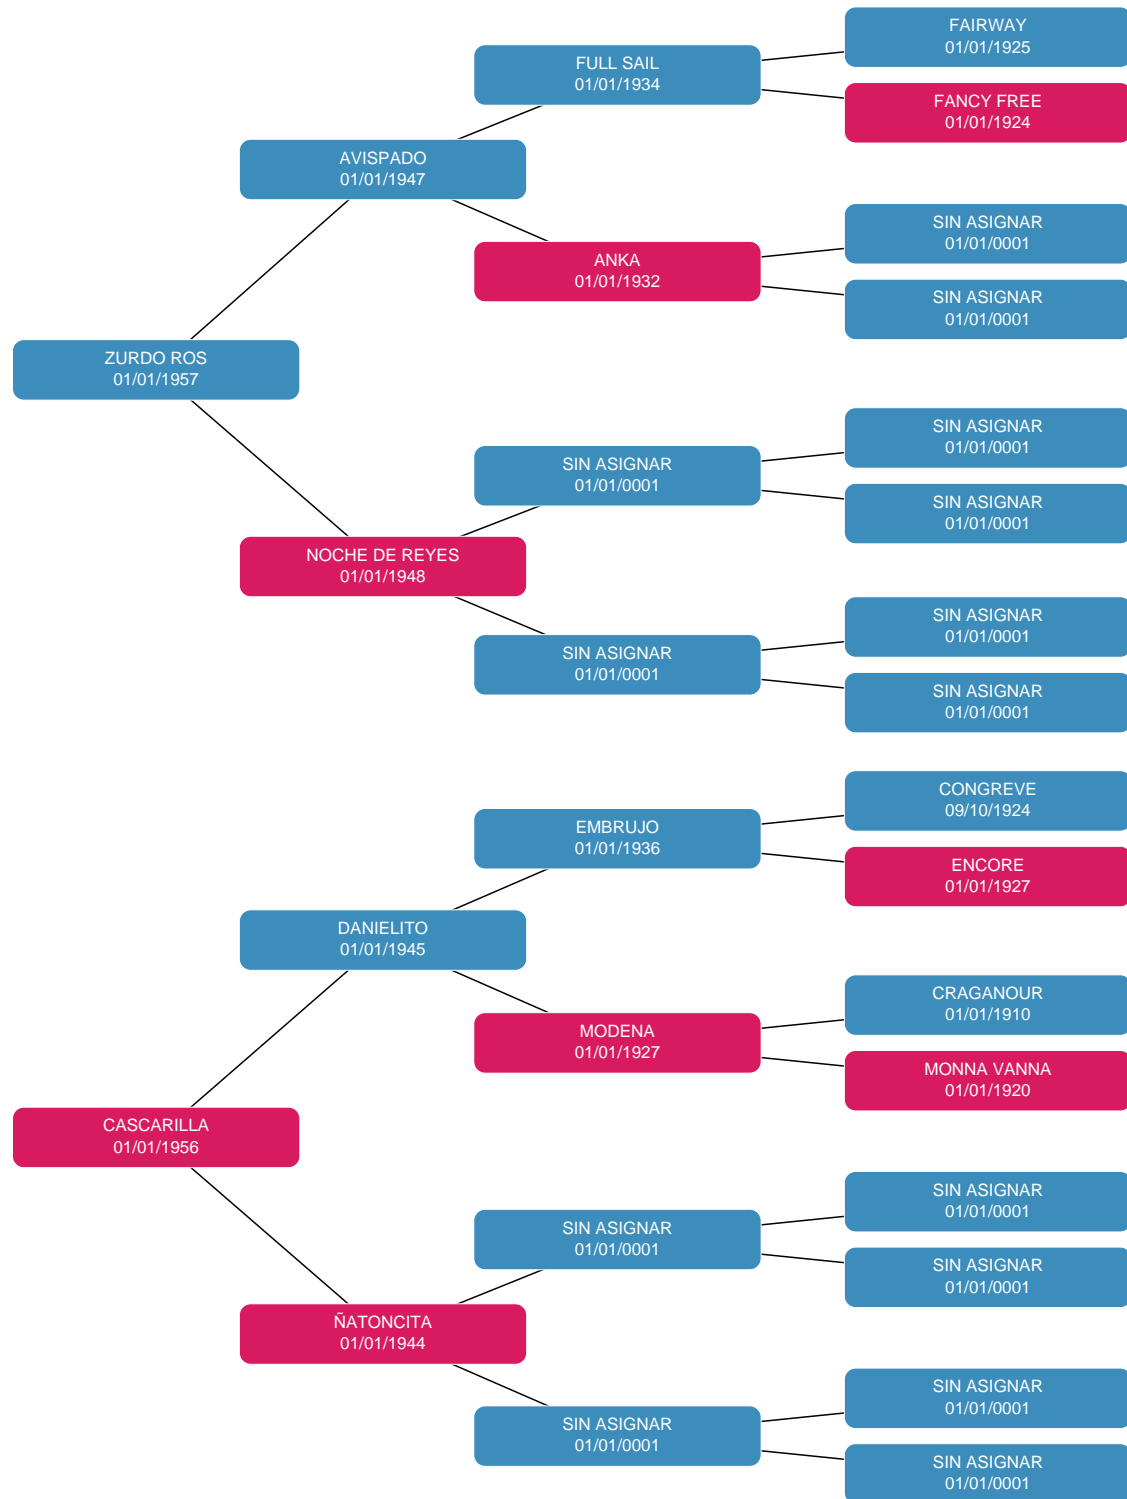 FAIRWAY
01/01/1925
FULL SAIL
01/01/1934
FANCY FREE
01/01/1924
AVISPADO
01/01/1947
SIN ASIGNAR
01/01/0001
ANKA
01/01/1932
SIN ASIGNAR
01/01/0001
ZURDO ROS
01/01/1957
SIN ASIGNAR
01/01/0001
SIN ASIGNAR
01/01/0001
SIN ASIGNAR
01/01/0001
NOCHE DE REYES
01/01/1948
SIN ASIGNAR
01/01/0001
SIN ASIGNAR
01/01/0001
SIN ASIGNAR
01/01/0001
CONGREVE
09/10/1924
EMBRUJO
01/01/1936
ENCORE
01/01/1927
DANIELITO
01/01/1945
CRAGANOUR
01/01/1910
MODENA
01/01/1927
MONNA VANNA
01/01/1920
CASCARILLA
01/01/1956
SIN ASIGNAR
01/01/0001
SIN ASIGNAR
01/01/0001
SIN ASIGNAR
01/01/0001
ÑATONCITA
01/01/1944
SIN ASIGNAR
01/01/0001
SIN ASIGNAR
01/01/0001
SIN ASIGNAR
01/01/0001